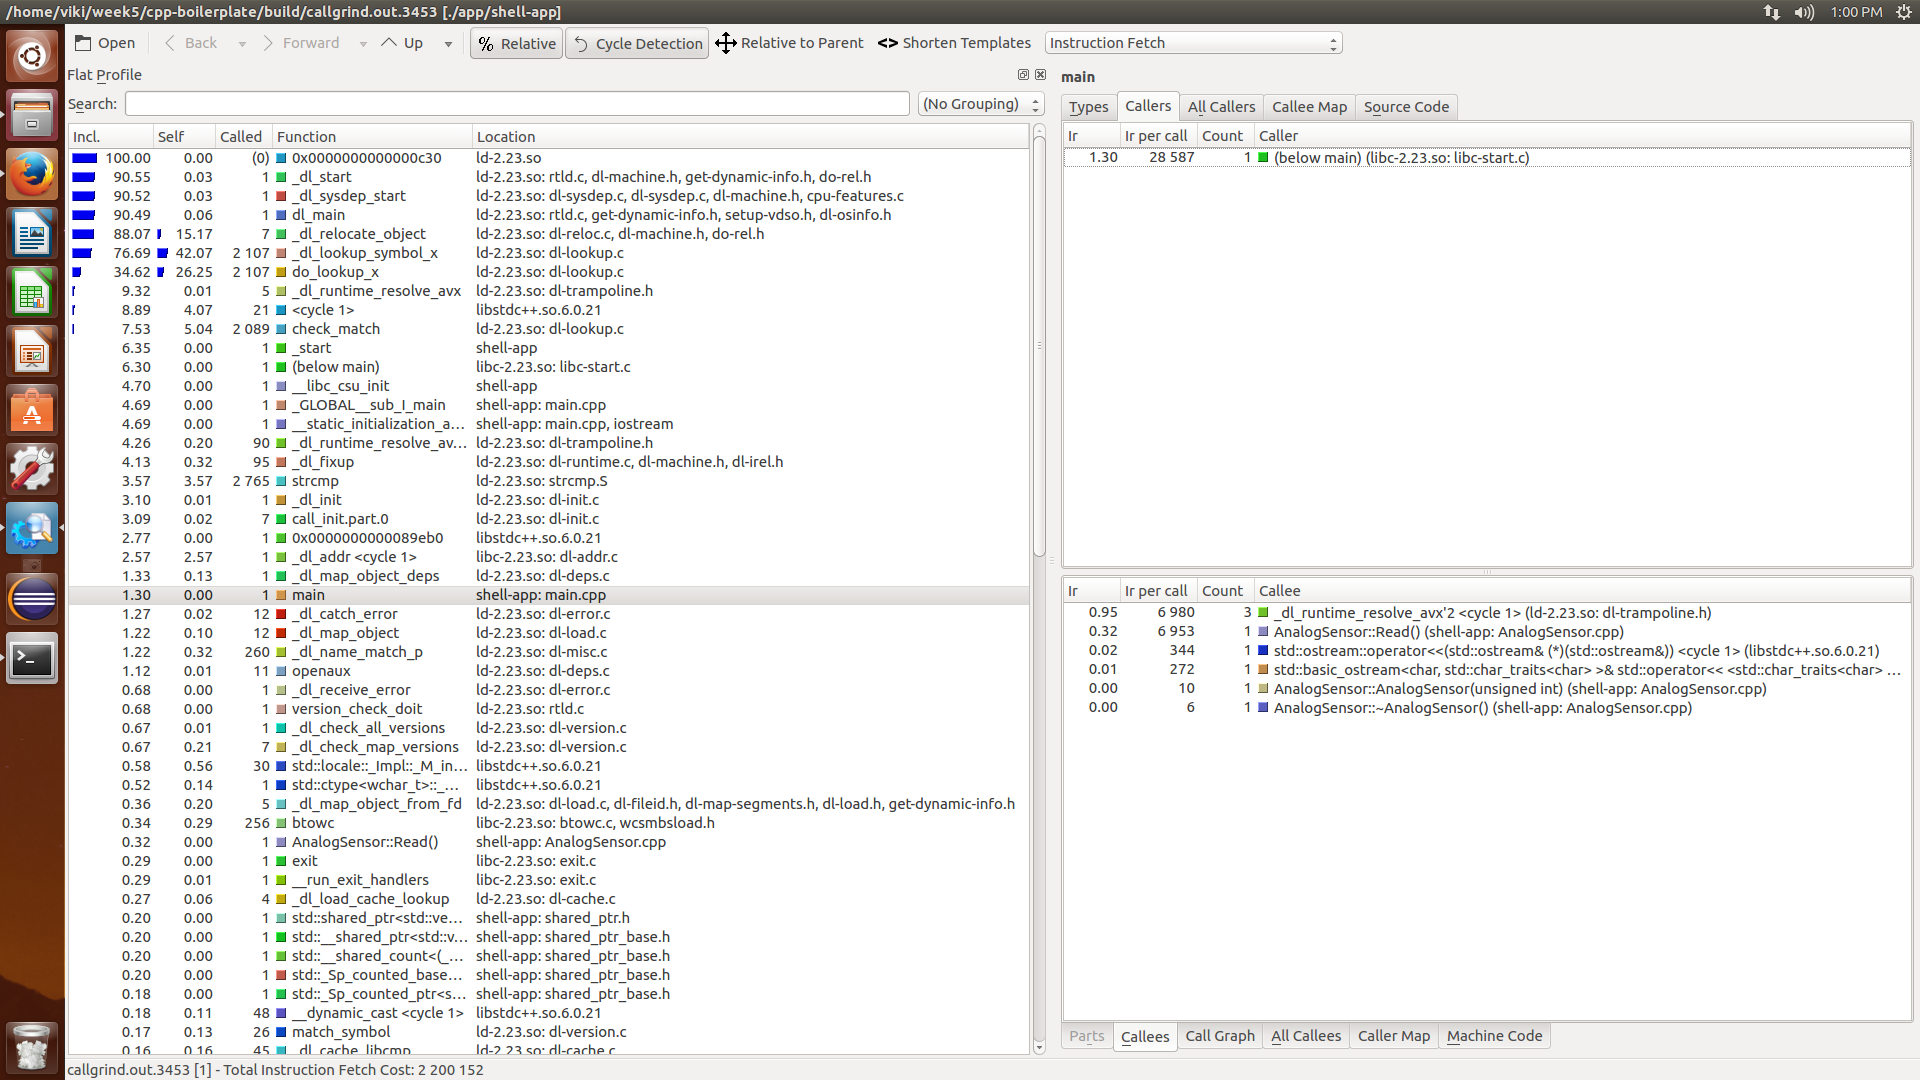 /home/viki/week5/cpp-boilerplate/build/callgrind.out.3453 [./app/shell-app]
1:00 PM
Open Back Forward Up % Relative Cycle Detection Relative to Parent <> Shorten Templates Instruction Fetch
Flat Profile
Search: (No Grouping)
Incl. Self Called Function Location
100.00 0.00 (0) 0x0000000000000c30 ld-2.23.so
90.55 0.03 1 _dl_start ld-2.23.so: rtld.c, dl-machine.h, get-dynamic-info.h, do-rel.h
90.52 0.03 1 _dl_sysdep_start ld-2.23.so: dl-sysdep.c, dl-sysdep.c, dl-machine.h, cpu-features.c
90.49 0.06 1 dl_main ld-2.23.so: rtld.c, get-dynamic-info.h, setup-vdso.h, dl-osinfo.h
88.07 15.17 7 _dl_relocate_object ld-2.23.so: dl-reloc.c, dl-machine.h, do-rel.h
76.69 42.07 2 107 _dl_lookup_symbol_x ld-2.23.so: dl-lookup.c
34.62 26.25 2 107 do_lookup_x ld-2.23.so: dl-lookup.c
9.32 0.01 5 _dl_runtime_resolve_avx ld-2.23.so: dl-trampoline.h
8.89 4.07 21 <cycle 1> libstdc++.so.6.0.21
7.53 5.04 2 089 check_match ld-2.23.so: dl-lookup.c
6.35 0.00 1 _start shell-app
6.30 0.00 1 (below main) libc-2.23.so: libc-start.c
4.70 0.00 1 __libc_csu_init shell-app
4.69 0.00 1 _GLOBAL__sub_I_main shell-app: main.cpp
4.69 0.00 1 __static_initialization_a... shell-app: main.cpp, iostream
4.26 0.20 90 _dl_runtime_resolve_av... ld-2.23.so: dl-trampoline.h
4.13 0.32 95 _dl_fixup ld-2.23.so: dl-runtime.c, dl-machine.h, dl-irel.h
3.57 3.57 2 765 strcmp ld-2.23.so: strcmp.S
3.10 0.01 1 _dl_init ld-2.23.so: dl-init.c
3.09 0.02 7 call_init.part.0 ld-2.23.so: dl-init.c
2.77 0.00 1 0x0000000000089eb0 libstdc++.so.6.0.21
2.57 2.57 1 _dl_addr <cycle 1> libc-2.23.so: dl-addr.c
1.33 0.13 1 _dl_map_object_deps ld-2.23.so: dl-deps.c
1.30 0.00 1 main shell-app: main.cpp
1.27 0.02 12 _dl_catch_error ld-2.23.so: dl-error.c
1.22 0.10 12 _dl_map_object ld-2.23.so: dl-load.c
1.22 0.32 260 _dl_name_match_p ld-2.23.so: dl-misc.c
1.12 0.01 11 openaux ld-2.23.so: dl-deps.c
0.68 0.00 1 _dl_receive_error ld-2.23.so: dl-error.c
0.68 0.00 1 version_check_doit ld-2.23.so: rtld.c
0.67 0.01 1 _dl_check_all_versions ld-2.23.so: dl-version.c
0.67 0.21 7 _dl_check_map_versions ld-2.23.so: dl-version.c
0.58 0.56 30 std::locale::_Impl::_M_in... libstdc++.so.6.0.21
0.52 0.14 1 std::ctype<wchar_t>::_... libstdc++.so.6.0.21
0.36 0.20 5 _dl_map_object_from_fd ld-2.23.so: dl-load.c, dl-fileid.h, dl-map-segments.h, dl-load.h, get-dynamic-info.h
0.34 0.29 256 btowc libc-2.23.so: btowc.c, wcsmbsload.h
0.32 0.00 1 AnalogSensor::Read() shell-app: AnalogSensor.cpp
0.29 0.00 1 exit libc-2.23.so: exit.c
0.29 0.01 1 __run_exit_handlers libc-2.23.so: exit.c
0.27 0.06 4 _dl_load_cache_lookup ld-2.23.so: dl-cache.c
0.20 0.00 1 std::shared_ptr<std::ve... shell-app: shared_ptr.h
0.20 0.00 1 std::__shared_ptr<std::v... shell-app: shared_ptr_base.h
0.20 0.00 1 std::__shared_count<(_... shell-app: shared_ptr_base.h
0.20 0.00 1 std::_Sp_counted_base... shell-app: shared_ptr_base.h
0.18 0.00 1 std::_Sp_counted_ptr<s... shell-app: shared_ptr_base.h
0.18 0.11 48 __dynamic_cast <cycle 1> libstdc++.so.6.0.21
0.17 0.13 26 match_symbol ld-2.23.so: dl-version.c
0.16 0.16 45 _dl_cache_libcmp ld-2.23.so: dl-cache.c
main
Types Callers All Callers Callee Map Source Code
Ir Ir per call Count Caller
1.30 28 587 1 (below main) (libc-2.23.so: libc-start.c)
Ir Ir per call Count Callee
0.95 6 980 3 _dl_runtime_resolve_avx'2 <cycle 1> (ld-2.23.so: dl-trampoline.h)
0.32 6 953 1 AnalogSensor::Read() (shell-app: AnalogSensor.cpp)
0.02 344 1 std::ostream::operator<<(std::ostream& (*)(std::ostream&)) <cycle 1> (libstdc++.so.6.0.21)
0.01 272 1 std::basic_ostream<char, std::char_traits<char> >& std::operator<< <std::char_traits<char> ...
0.00 10 1 AnalogSensor::AnalogSensor(unsigned int) (shell-app: AnalogSensor.cpp)
0.00 6 1 AnalogSensor::~AnalogSensor() (shell-app: AnalogSensor.cpp)
Parts Callees Call Graph All Callees Caller Map Machine Code
callgrind.out.3453 [1] - Total Instruction Fetch Cost: 2 200 152